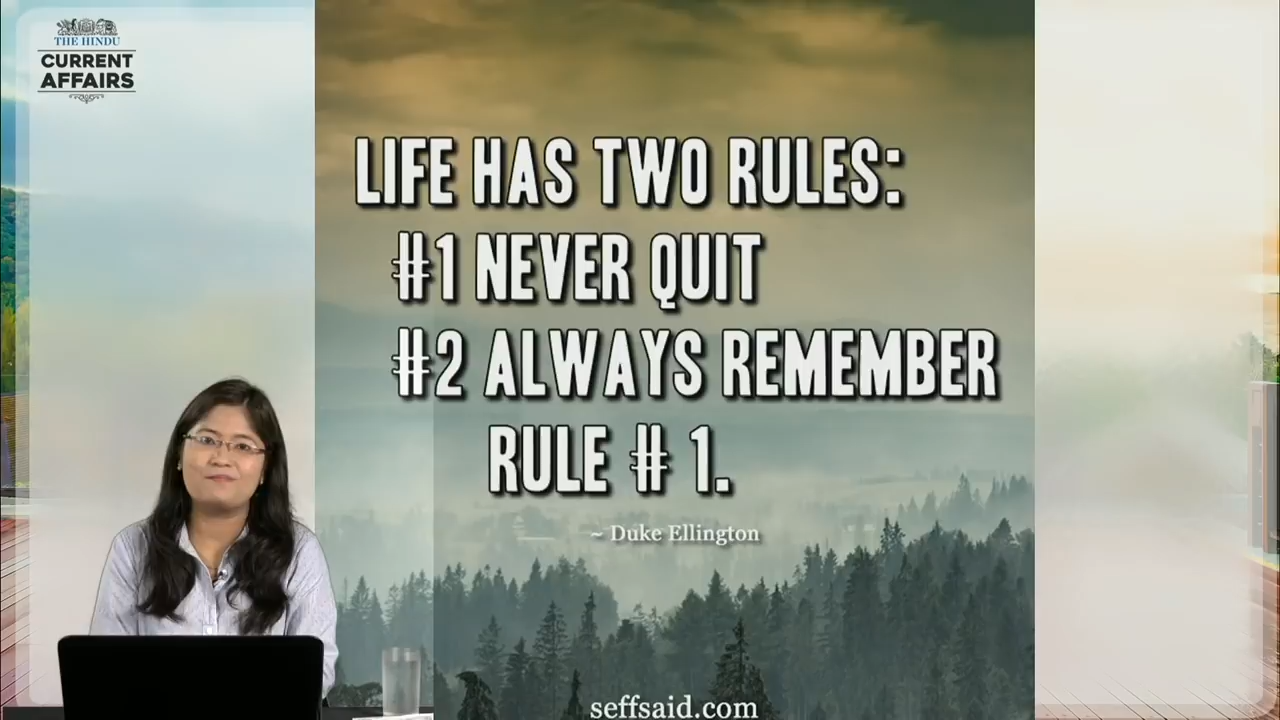 THE HINDU
CURRENT
AFFAIRS
LIFE HAS TWO RULES:
#1 NEVER QUIT
#2 ALWAYS REMEMBER
RULE # 1.
~ Duke Ellington
seffsaid.com